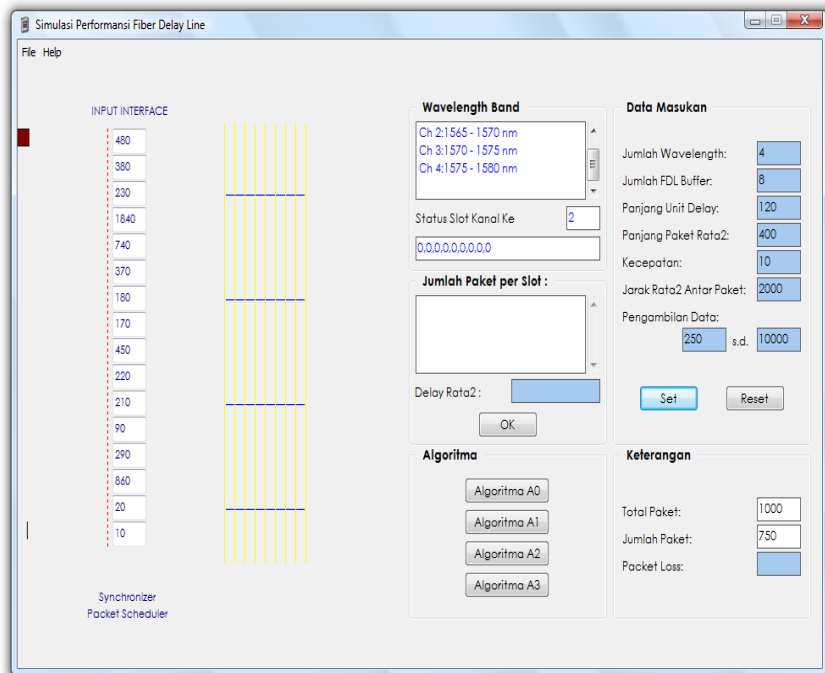 Simulasi Performansi Fiber Delay Line
File Help
INPUT INTERFACE
480
380
230
1840
740
370
180
170
450
220
210
90
290
860
20
10
Synchronizer
Packet Scheduler
Wavelength Band
Ch 2:1565 - 1570 nm
Ch 3:1570 - 1575 nm
Ch 4:1575 - 1580 nm
Status Slot Kanal Ke 2
0,0,0,0,0,0,0,0,0
Jumlah Paket per Slot :
Delay Rata2 :
OK
Algoritma
Algoritma A0
Algoritma A1
Algoritma A2
Algoritma A3
Data Masukan
Jumlah Wavelength: 4
Jumlah FDL Buffer: 8
Panjang Unit Delay: 120
Panjang Paket Rata2: 400
Kecepatan: 10
Jarak Rata2 Antar Paket: 2000
Pengambilan Data:
250 s.d. 10000
Set Reset
Keterangan
Total Paket: 1000
Jumlah Paket: 750
Packet Loss: